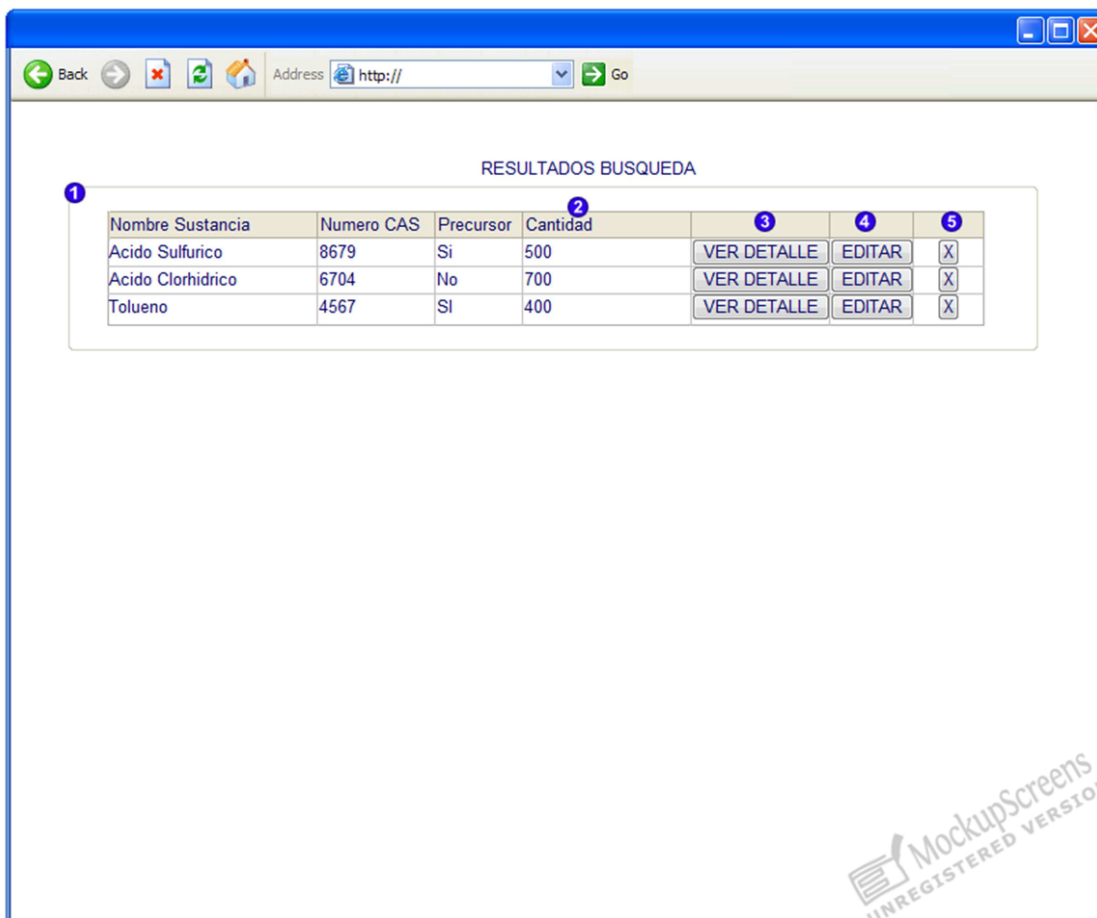 Back Address http:// Go
RESULTADOS BUSQUEDA
1
2 3 4 5
Nombre Sustancia Numero CAS Precursor Cantidad
Acido Sulfurico 8679 Si 500 VER DETALLE EDITAR X
Acido Clorhidrico 6704 No 700 VER DETALLE EDITAR X
Tolueno 4567 SI 400 VER DETALLE EDITAR X
MockupScreens
UNREGISTERED VERSION